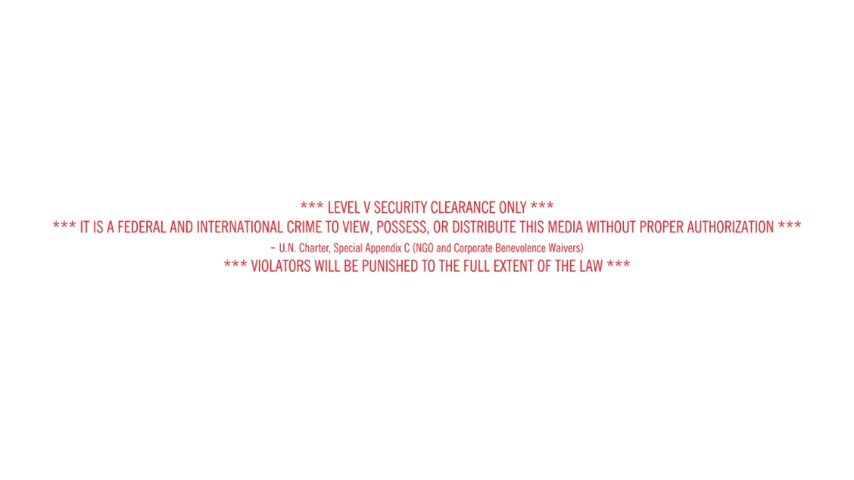 *** LEVEL V SECURITY CLEARANCE ONLY ***
*** IT IS A FEDERAL AND INTERNATIONAL CRIME TO VIEW, POSSESS, OR DISTRIBUTE THIS MEDIA WITHOUT PROPER AUTHORIZATION ***
– U.N. Charter, Special Appendix C (NGO and Corporate Benevolence Waivers)
*** VIOLATORS WILL BE PUNISHED TO THE FULL EXTENT OF THE LAW ***